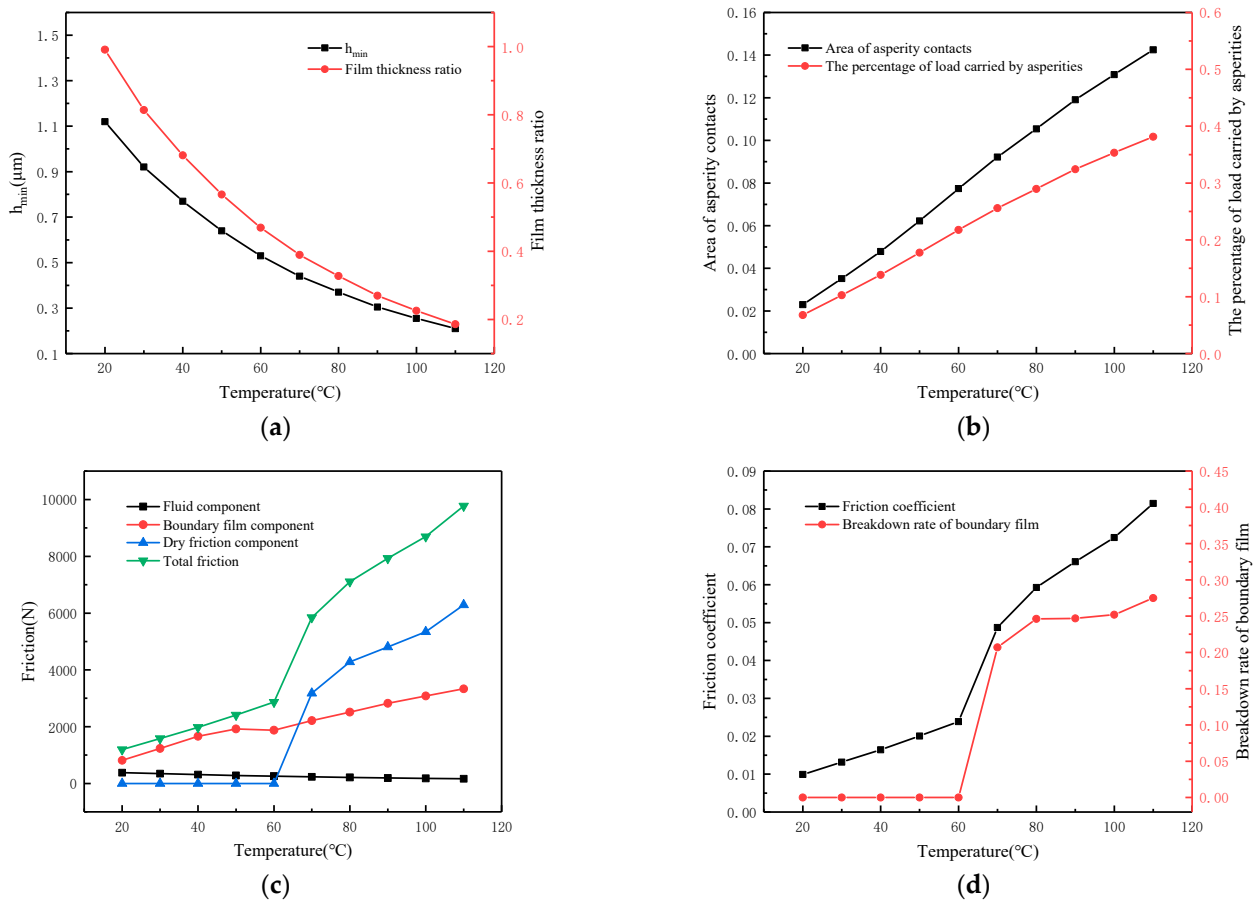 1.5
1.3
1.1
0.9
0.7
0.5
0.3
0.1
h_min(μm)
h_min
Film thickness ratio
1.0
0.8
0.6
0.4
0.2
Film thickness ratio
20 40 60 80 100 120
Temperature(℃)
(a)
0.16
0.14
0.12
0.10
0.08
0.06
0.04
0.02
0.00
Area of asperity contacts
Area of asperity contacts
The percentage of load carried by asperities
0.6
0.5
0.4
0.3
0.2
0.1
0.0
The percentage of load carried by asperities
20 40 60 80 100 120
Temperature(℃)
(b)
10000
8000
6000
4000
2000
0
Friction(N)
Fluid component
Boundary film component
Dry friction component
Total friction
20 40 60 80 100 120
Temperature(℃)
(c)
0.09
0.08
0.07
0.06
0.05
0.04
0.03
0.02
0.01
0.00
Friction coefficient
Friction coefficient
Breakdown rate of boundary film
0.45
0.40
0.35
0.30
0.25
0.20
0.15
0.10
0.05
0.00
Breakdown rate of boundary film
20 40 60 80 100 120
Temperature(℃)
(d)